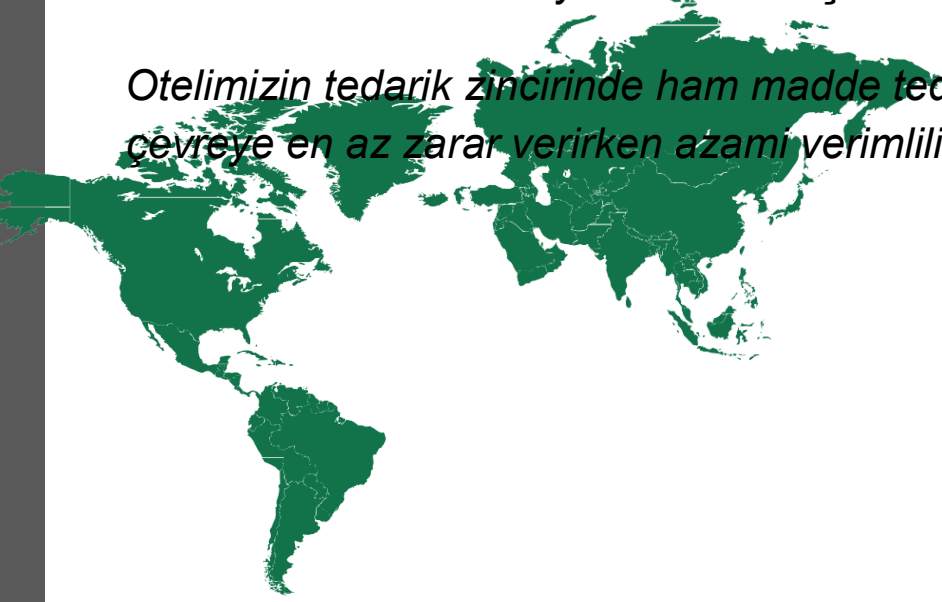 Otelimizin tedarik zincirinde ham madde
çevreye en az zarar verirken azami